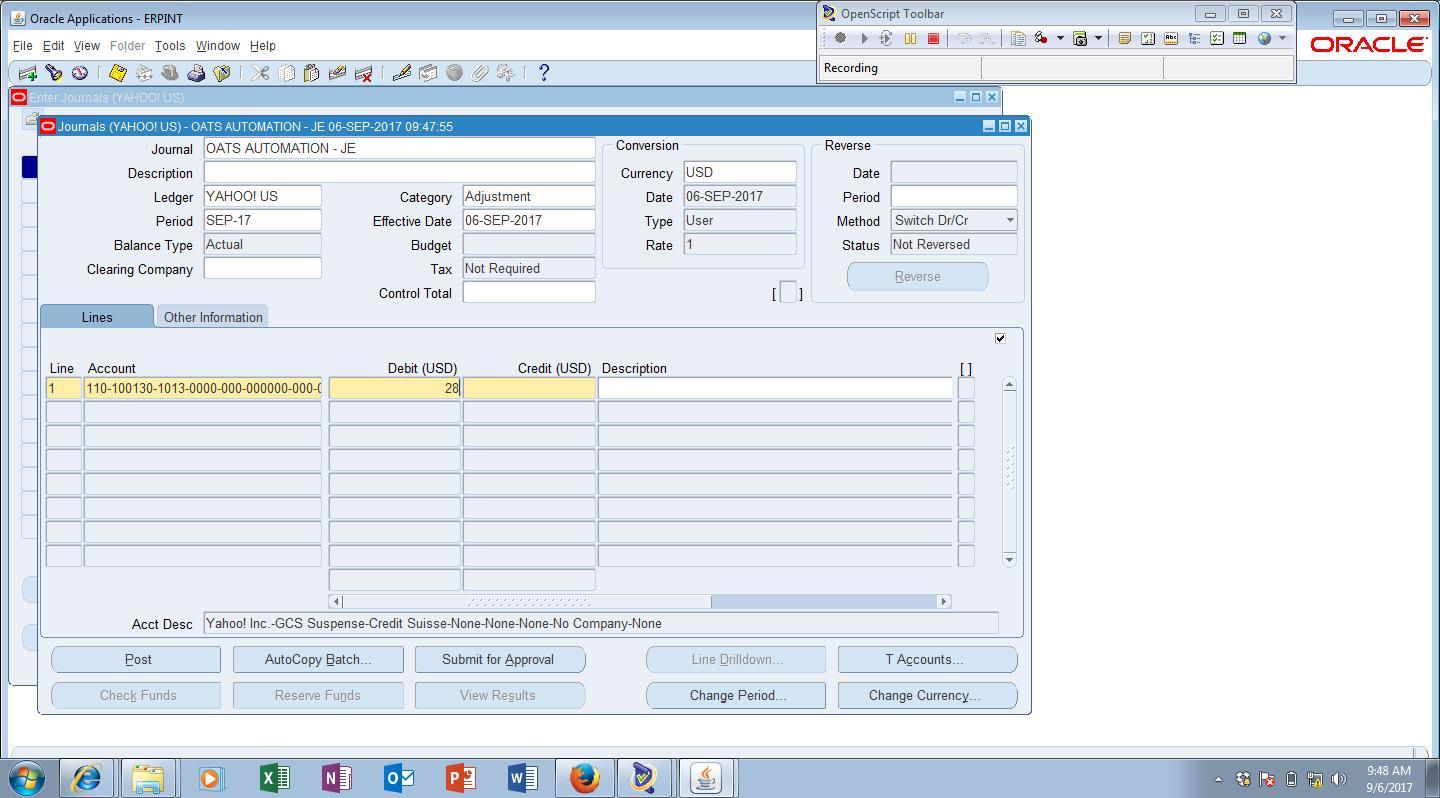 Oracle Applications - ERPINT
OpenScript Toolbar
File Edit View Folder Tools Window Help
ORACLE
Recording
Enter Journals (YAHOO! US)
Journals (YAHOO! US) - OATS AUTOMATION - JE 06-SEP-2017 09:47:55
Journal OATS AUTOMATION - JE
Conversion
Reverse
Description
Currency USD
Date
Ledger YAHOO! US
Category Adjustment
Date 06-SEP-2017
Period
Period SEP-17
Effective Date 06-SEP-2017
Type User
Method Switch Dr/Cr
Balance Type Actual
Budget
Rate 1
Status Not Reversed
Clearing Company
Tax Not Required
Reverse
Control Total
[ ]
Lines
Other Information
Line Account Debit (USD) Credit (USD) Description [ ]
1 110-100130-1013-0000-000-000000-000-0 28
Acct Desc Yahoo! Inc.-GCS Suspense-Credit Suisse-None-None-None-No Company-None
Post AutoCopy Batch... Submit for Approval Line Drilldown... T Accounts...
Check Funds Reserve Funds View Results Change Period... Change Currency...
9:48 AM
9/6/2017